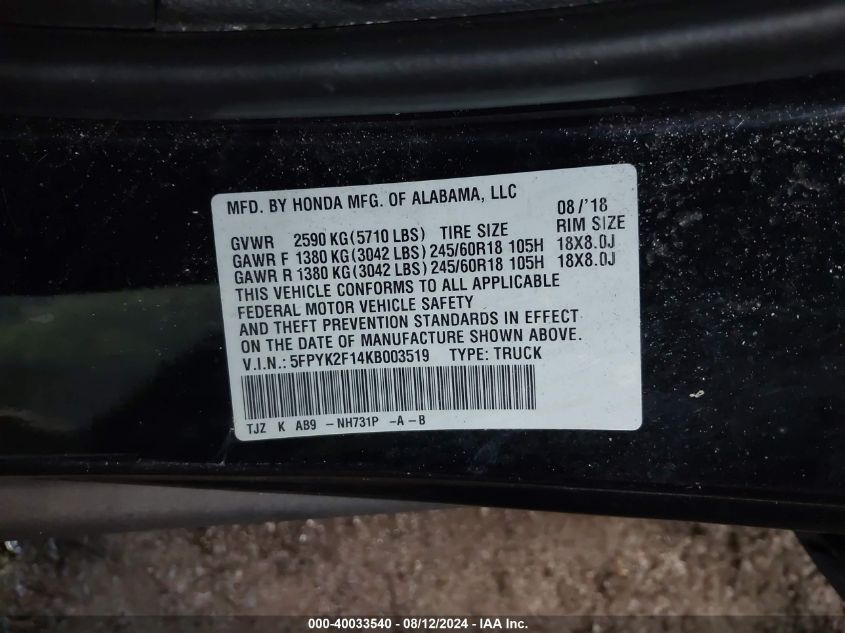 MFD. BY HONDA MFG. OF ALABAMA, LLC 08/'18
GVWR 2590 KG(5710 LBS) TIRE SIZE RIM SIZE
GAWR F 1380 KG(3042 LBS) 245/60R18 105H 18X8.0J
GAWR R 1380 KG(3042 LBS) 245/60R18 105H 18X8.0J
THIS VEHICLE CONFORMS TO ALL APPLICABLE
FEDERAL MOTOR VEHICLE SAFETY
AND THEFT PREVENTION STANDARDS IN EFFECT
ON THE DATE OF MANUFACTURE SHOWN ABOVE.
V.I.N.: 5FPYK2F14KB003519 TYPE: TRUCK
TJZ K AB9 -NH731P -A-B
000-40033540 - 08/12/2024 - IAA Inc.